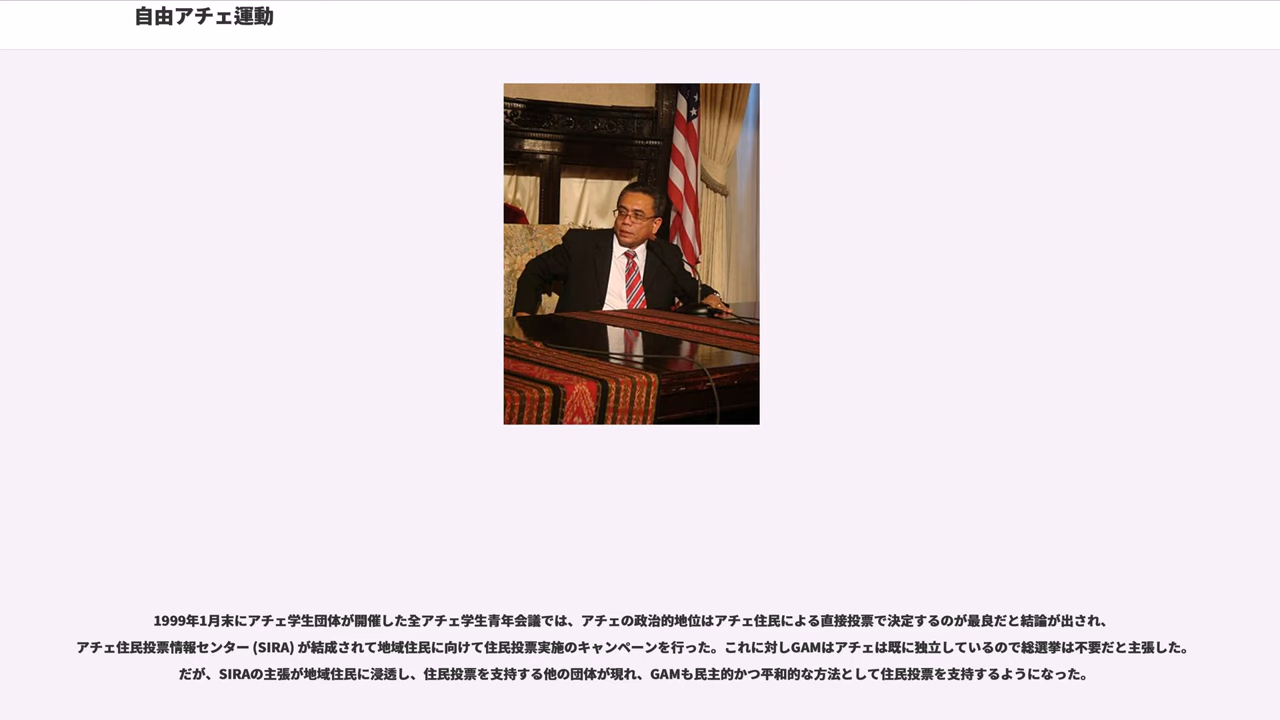 自由アチェ運動
1999年1月末にアチェ学生団体が開催した全アチェ学生青年会議では、アチェの政治的地位はアチェ住民による直接投票で決定するのが最良だと結論が出され、
アチェ住民投票情報センター (SIRA) が結成されて地域住民に向けて住民投票実施のキャンペーンを行った。これに対しGAMはアチェは既に独立しているので総選挙は不要だと主張した。
だが、SIRAの主張が地域住民に浸透し、住民投票を支持する他の団体が現れ、GAMも民主的かつ平和的な方法として住民投票を支持するようになった。